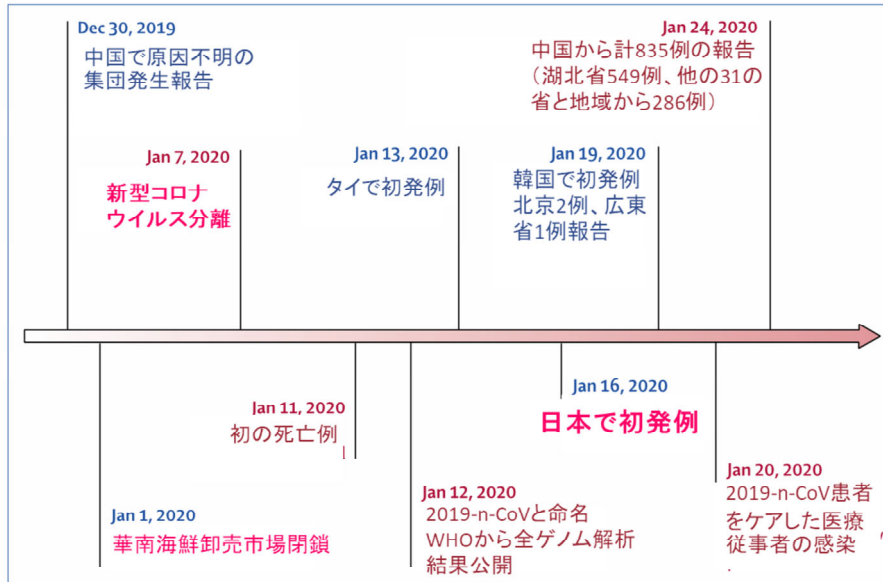 Dec 30, 2019
中国で原因不明の
集団発生報告
Jan 24, 2020
中国から計835例の報告
(湖北省549例、他の31の
省と地域から286例)
Jan 7, 2020
新型コロナ
ウイルス分離
Jan 13, 2020
タイで初発例
Jan 19, 2020
韓国で初発例
北京2例、広東
省1例報告
Jan 11, 2020
初の死亡例
Jan 16, 2020
日本で初発例
Jan 1, 2020
華南海鮮卸売市場閉鎖
Jan 12, 2020
2019-n-CoVと命名
WHOから全ゲノム解析
結果公開
Jan 20, 2020
2019-n-CoV患者
をケアした医療
従事者の感染